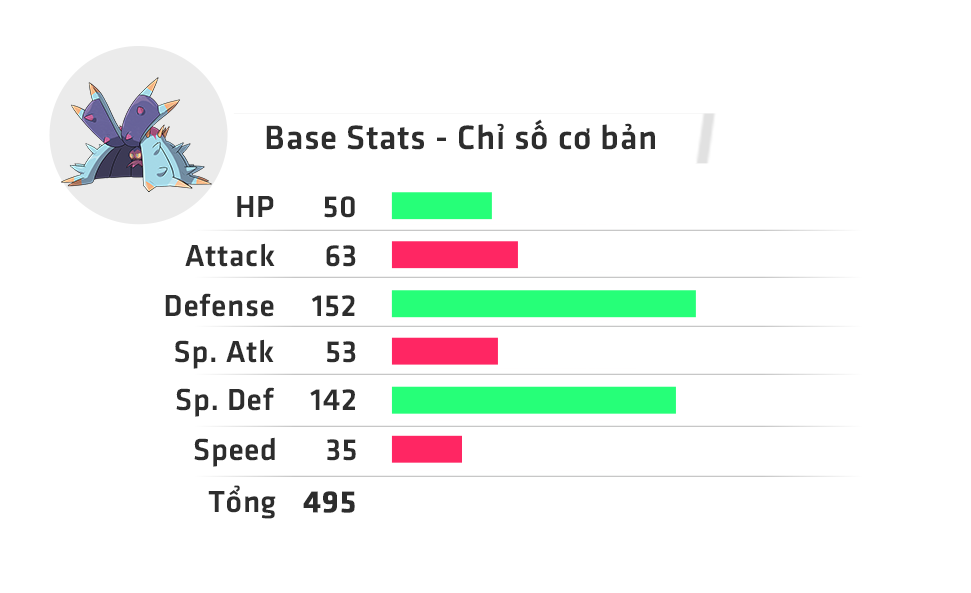 Base Stats - Chỉ số cơ bản
HP 50
Attack 63
Defense 152
Sp. Atk 53
Sp. Def 142
Speed 35
Tổng 495